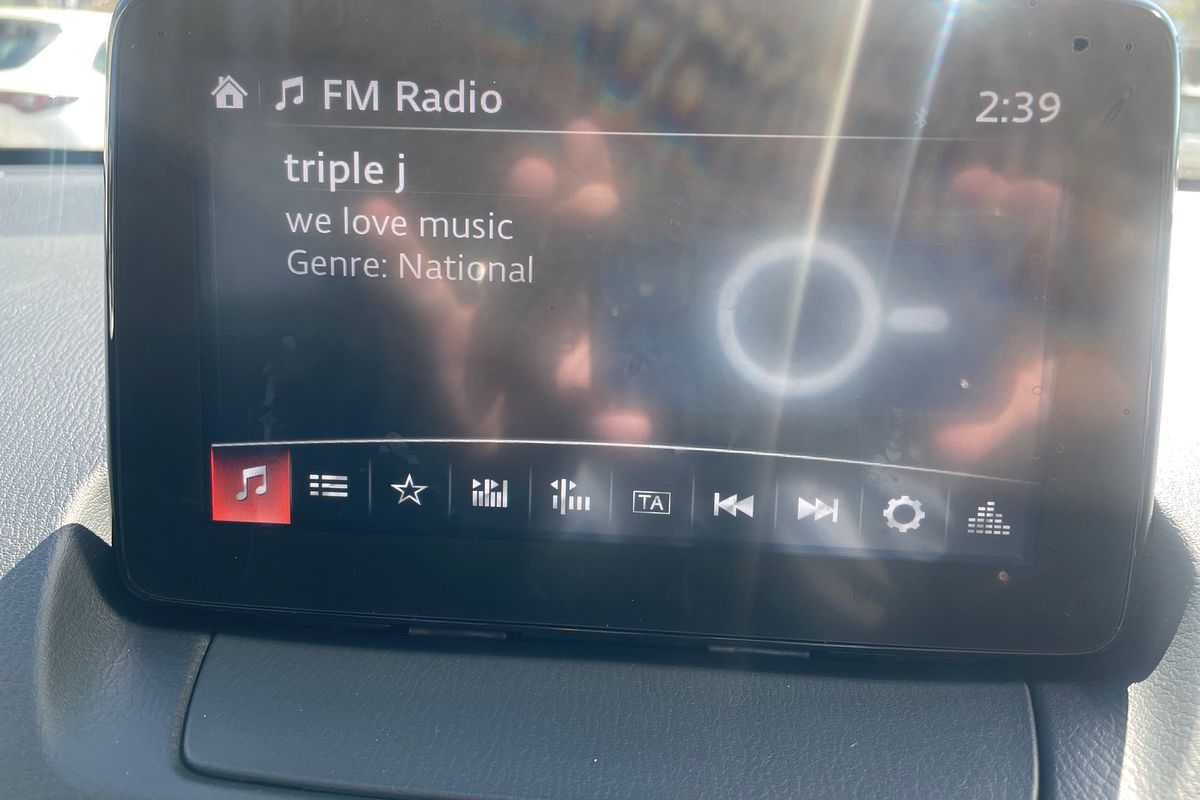 FM Radio
2:39
triple j
we love music
Genre: National
TA